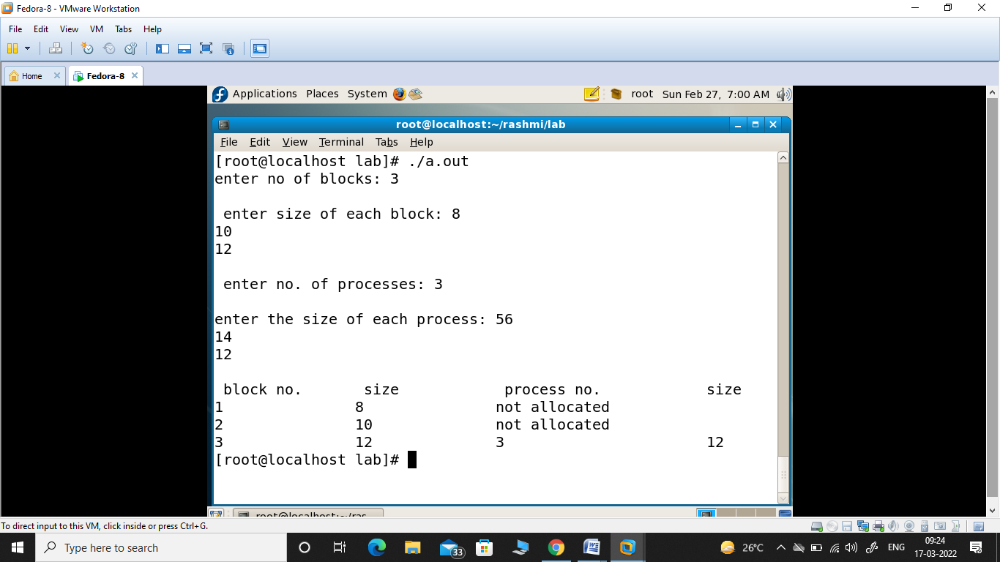 Fedora-8 - VMware Workstation
File Edit View VM Tabs Help
Home Fedora-8
Applications Places System root Sun Feb 27, 7:00 AM
root@localhost:~/rashmi/lab
File Edit View Terminal Tabs Help
[root@localhost lab]# ./a.out
enter no of blocks: 3
enter size of each block: 8
10
12
enter no. of processes: 3
enter the size of each process: 56
14
12
block no. size process no. size
1 8 not allocated
2 10 not allocated
3 12 3 12
[root@localhost lab]#
root@localhost:~/ras
To direct input to this VM, click inside or press Ctrl+G.
Type here to search 33 26°C ENG 09:24
17-03-2022